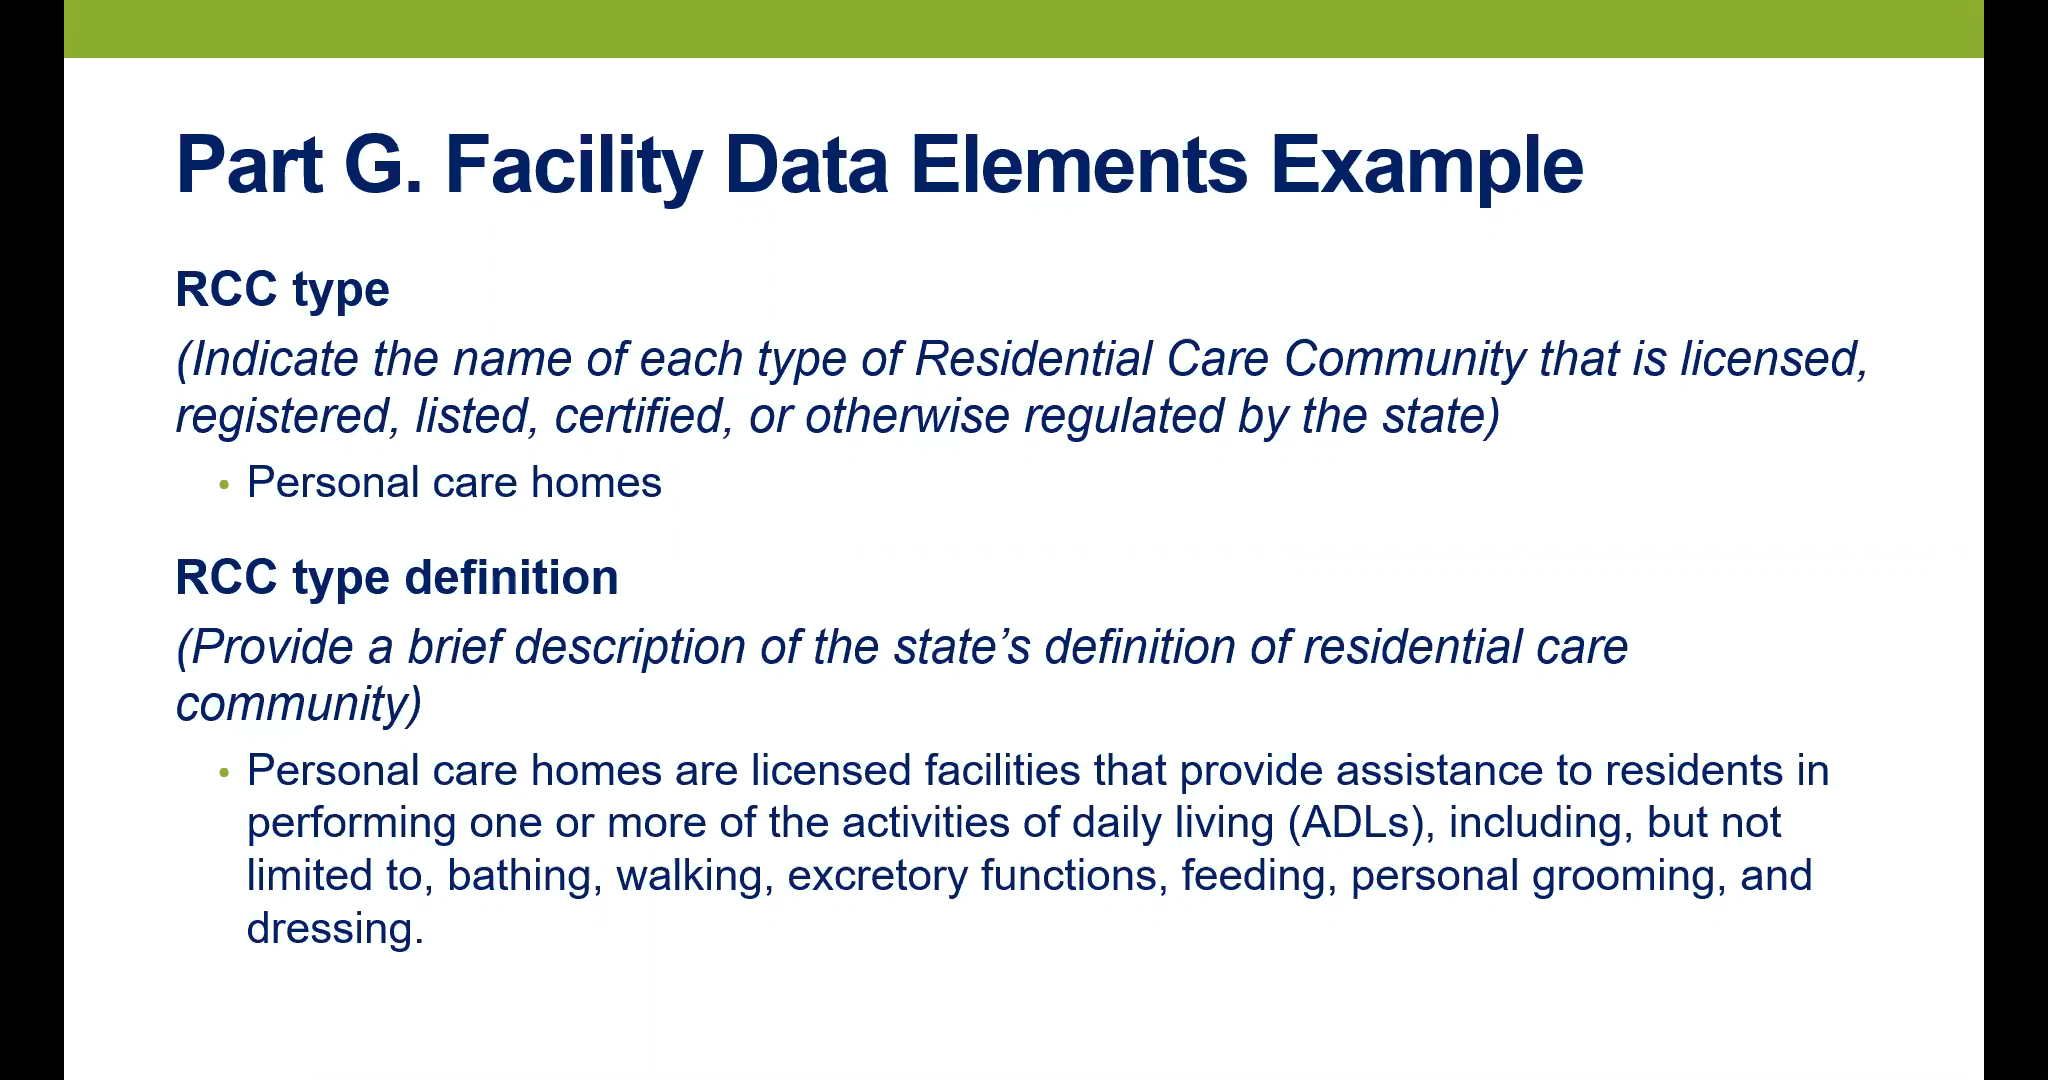 Part G. Facility Data Elements Example
RCC type
(Indicate the name of each type of Residential Care Community that is licensed,
registered, listed, certified, or otherwise regulated by the state)
• Personal care homes
RCC type definition
(Provide a brief description of the state’s definition of residential care
community)
• Personal care homes are licensed facilities that provide assistance to residents in
performing one or more of the activities of daily living (ADLs), including, but not
limited to, bathing, walking, excretory functions, feeding, personal grooming, and
dressing.